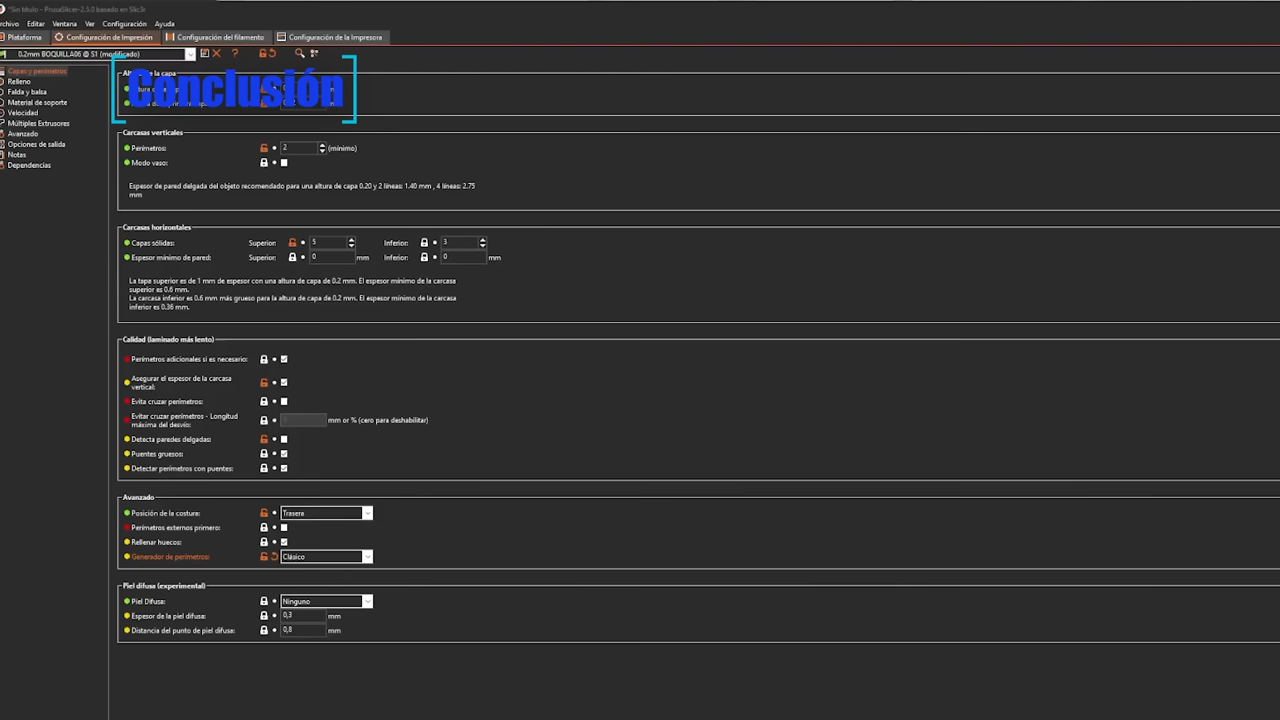 *Sin título - PrusaSlicer-2.5.0 basado en Slic3r
Archivo Editar Ventana Ver Configuración Ayuda
Plataforma Configuración de Impresión Configuración del filamento Configuración de la Impresora
0.2mm BOQUILLA06 @ S1 (modificado)
Capas y perímetros
Relleno
Falda y balsa
Material de soporte
Velocidad
Múltiples Extrusores
Avanzado
Opciones de salida
Notas
Dependencias
Conclusión
de la capa
Carcasas verticales
Perímetros: 2 (mínimo)
Modo vaso:
Espesor de pared delgada del objeto recomendado para una altura de capa 0.20 y 2 líneas: 1.40 mm , 4 líneas: 2.75
mm
Carcasas horizontales
Capas sólidas: Superior: 5 Inferior: 3
Espesor mínimo de pared: Superior: 0 mm Inferior: 0 mm
La tapa superior es de 1 mm de espesor con una altura de capa de 0.2 mm. El espesor mínimo de la carcasa
superior es 0.6 mm.
La carcasa inferior es 0.6 mm más grueso para la altura de capa de 0.2 mm. El espesor mínimo de la carcasa
inferior es 0.36 mm.
Calidad (laminado más lento)
Perímetros adicionales si es necesario:
Asegurar el espesor de la carcasa
vertical:
Evita cruzar perímetros:
Evitar cruzar perímetros - Longitud
máxima del desvío: mm or % (cero para deshabilitar)
Detecta paredes delgadas:
Puentes gruesos:
Detectar perímetros con puentes:
Avanzado
Posición de la costura: Trasera
Perímetros externos primero:
Rellenar huecos:
Generador de perímetros: Clásico
Piel difusa (experimental)
Piel Difusa: Ninguno
Espesor de la piel difusa: 0,3 mm
Distancia del punto de piel difusa: 0,8 mm